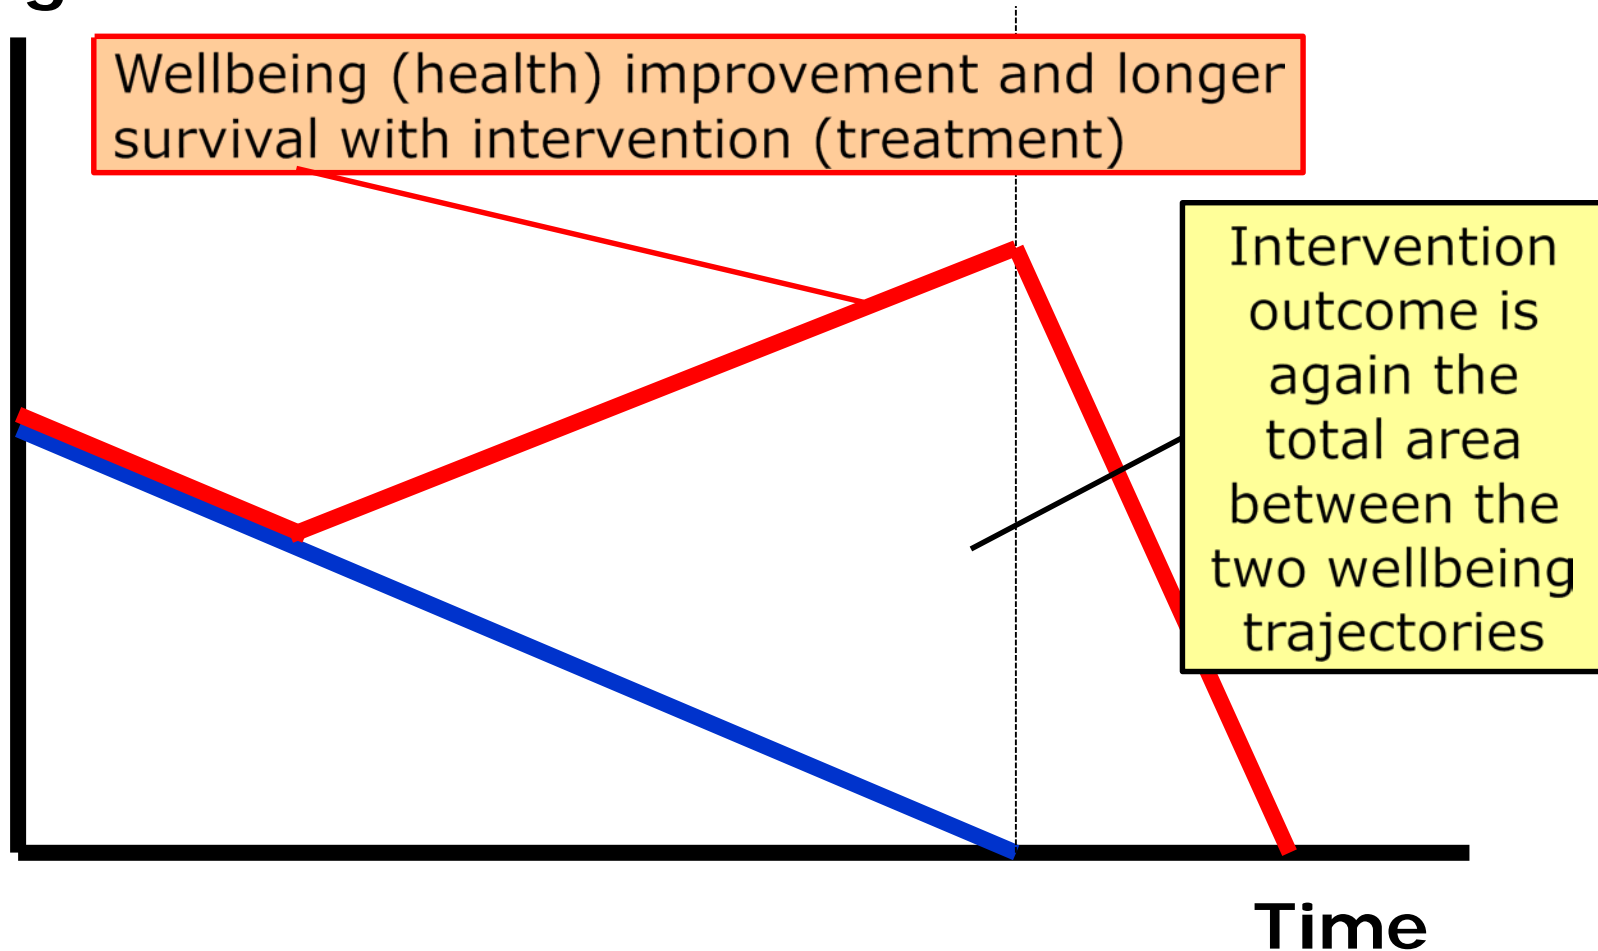 g
Wellbeing (health) improvement and longer
survival with intervention (treatment)
Intervention
outcome is
again the
total area
between the
two wellbeing
trajectories
Time